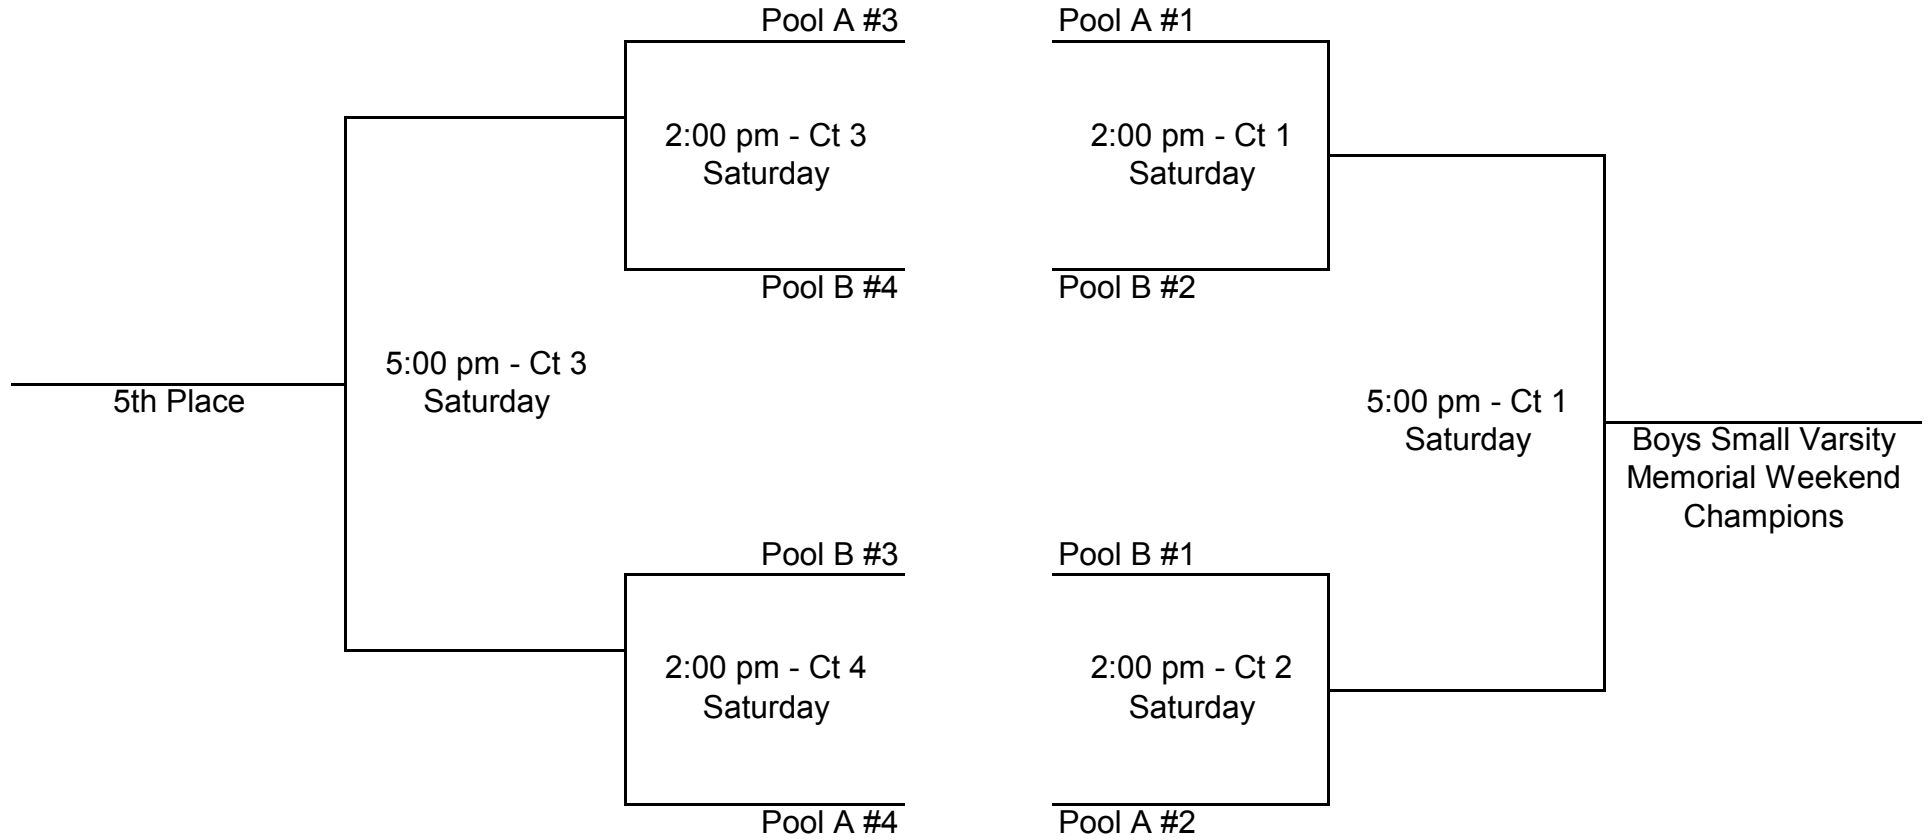 Pool A #3
Pool A #1
2:00 pm - Ct 3
Saturday
2:00 pm - Ct 1
Saturday
Pool B #4
Pool B #2
5:00 pm - Ct 3
Saturday
5th Place
5:00 pm - Ct 1
Saturday
Boys Small Varsity
Memorial Weekend
Champions
Pool B #3
Pool B #1
2:00 pm - Ct 4
Saturday
2:00 pm - Ct 2
Saturday
Pool A #4
Pool A #2